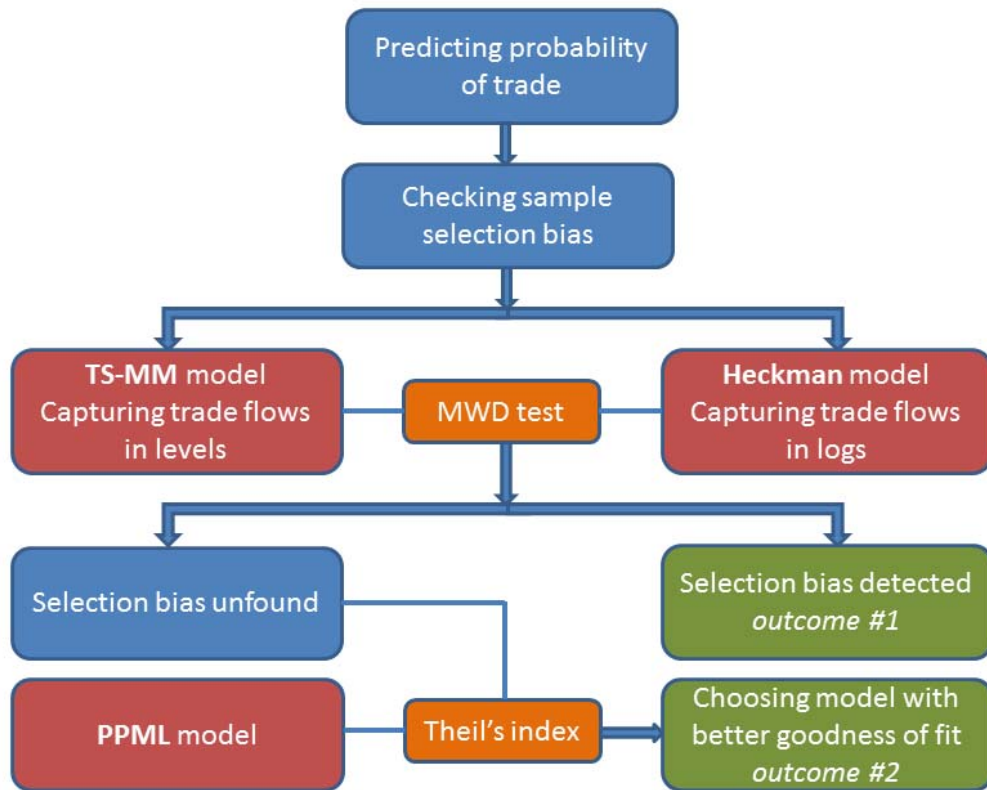 Predicting probability
of trade
Checking sample
selection bias
TS-MM model
Capturing trade flows
in levels
MWD test
Heckman model
Capturing trade flows
in logs
Selection bias unfound
Selection bias detected
outcome #1
PPML model
Theil's index
Choosing model with
better goodness of fit
outcome #2